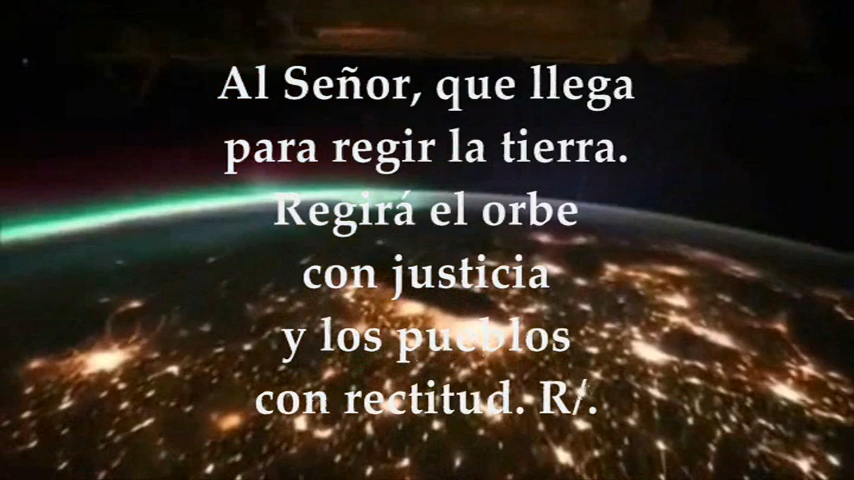 Al Señor, que llega
para regir la tierra.
Regirá el orbe
con justicia
y los pueblos
con rectitud. R/.